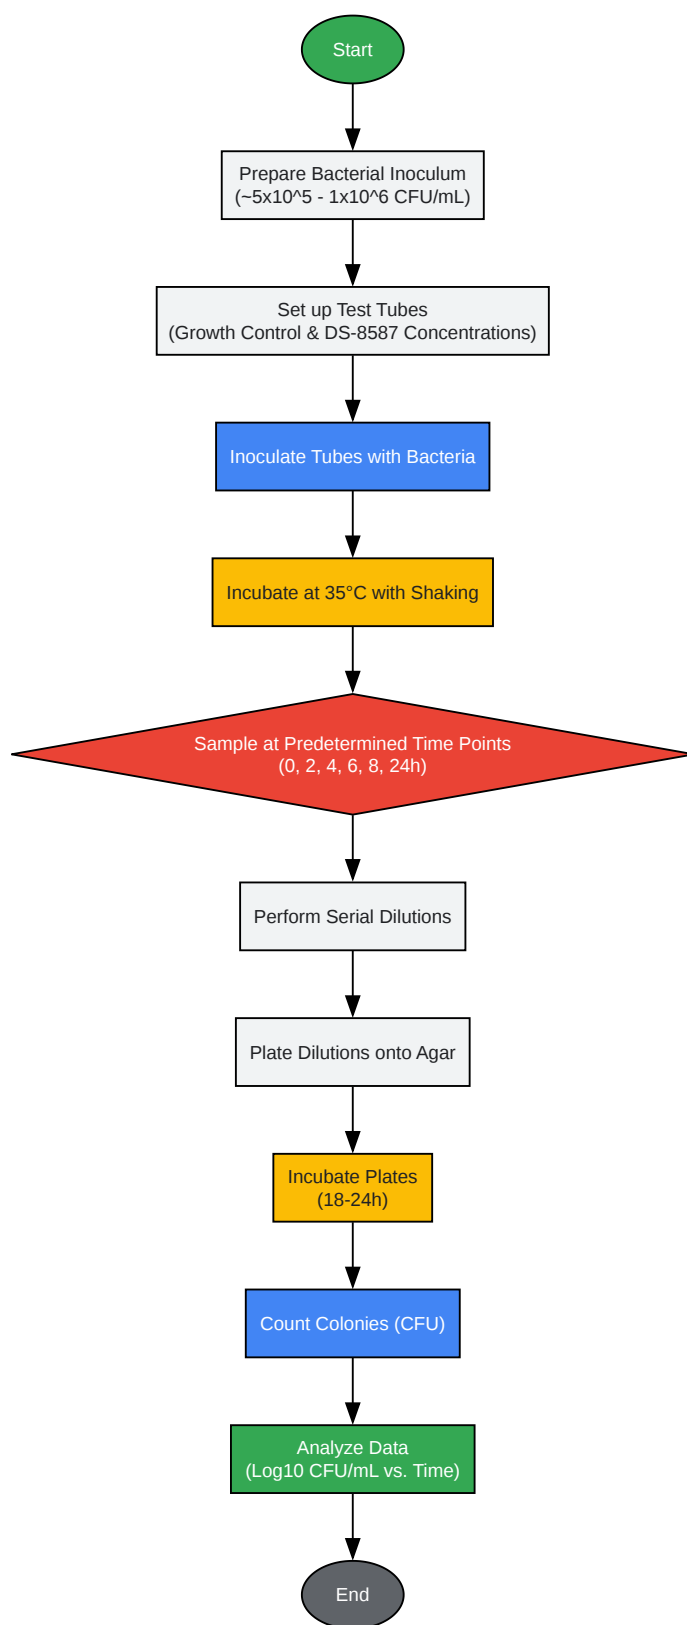 Start
Prepare Bacterial Inoculum
(~5x10^5 - 1x10^6 CFU/mL)
Set up Test Tubes
(Growth Control & DS-8587 Concentrations)
Inoculate Tubes with Bacteria
Incubate at 35°C with Shaking
Sample at Predetermined Time Points
(0, 2, 4, 6, 8, 24h)
Perform Serial Dilutions
Plate Dilutions onto Agar
Incubate Plates
(18-24h)
Count Colonies (CFU)
Analyze Data
(Log10 CFU/mL vs. Time)
End